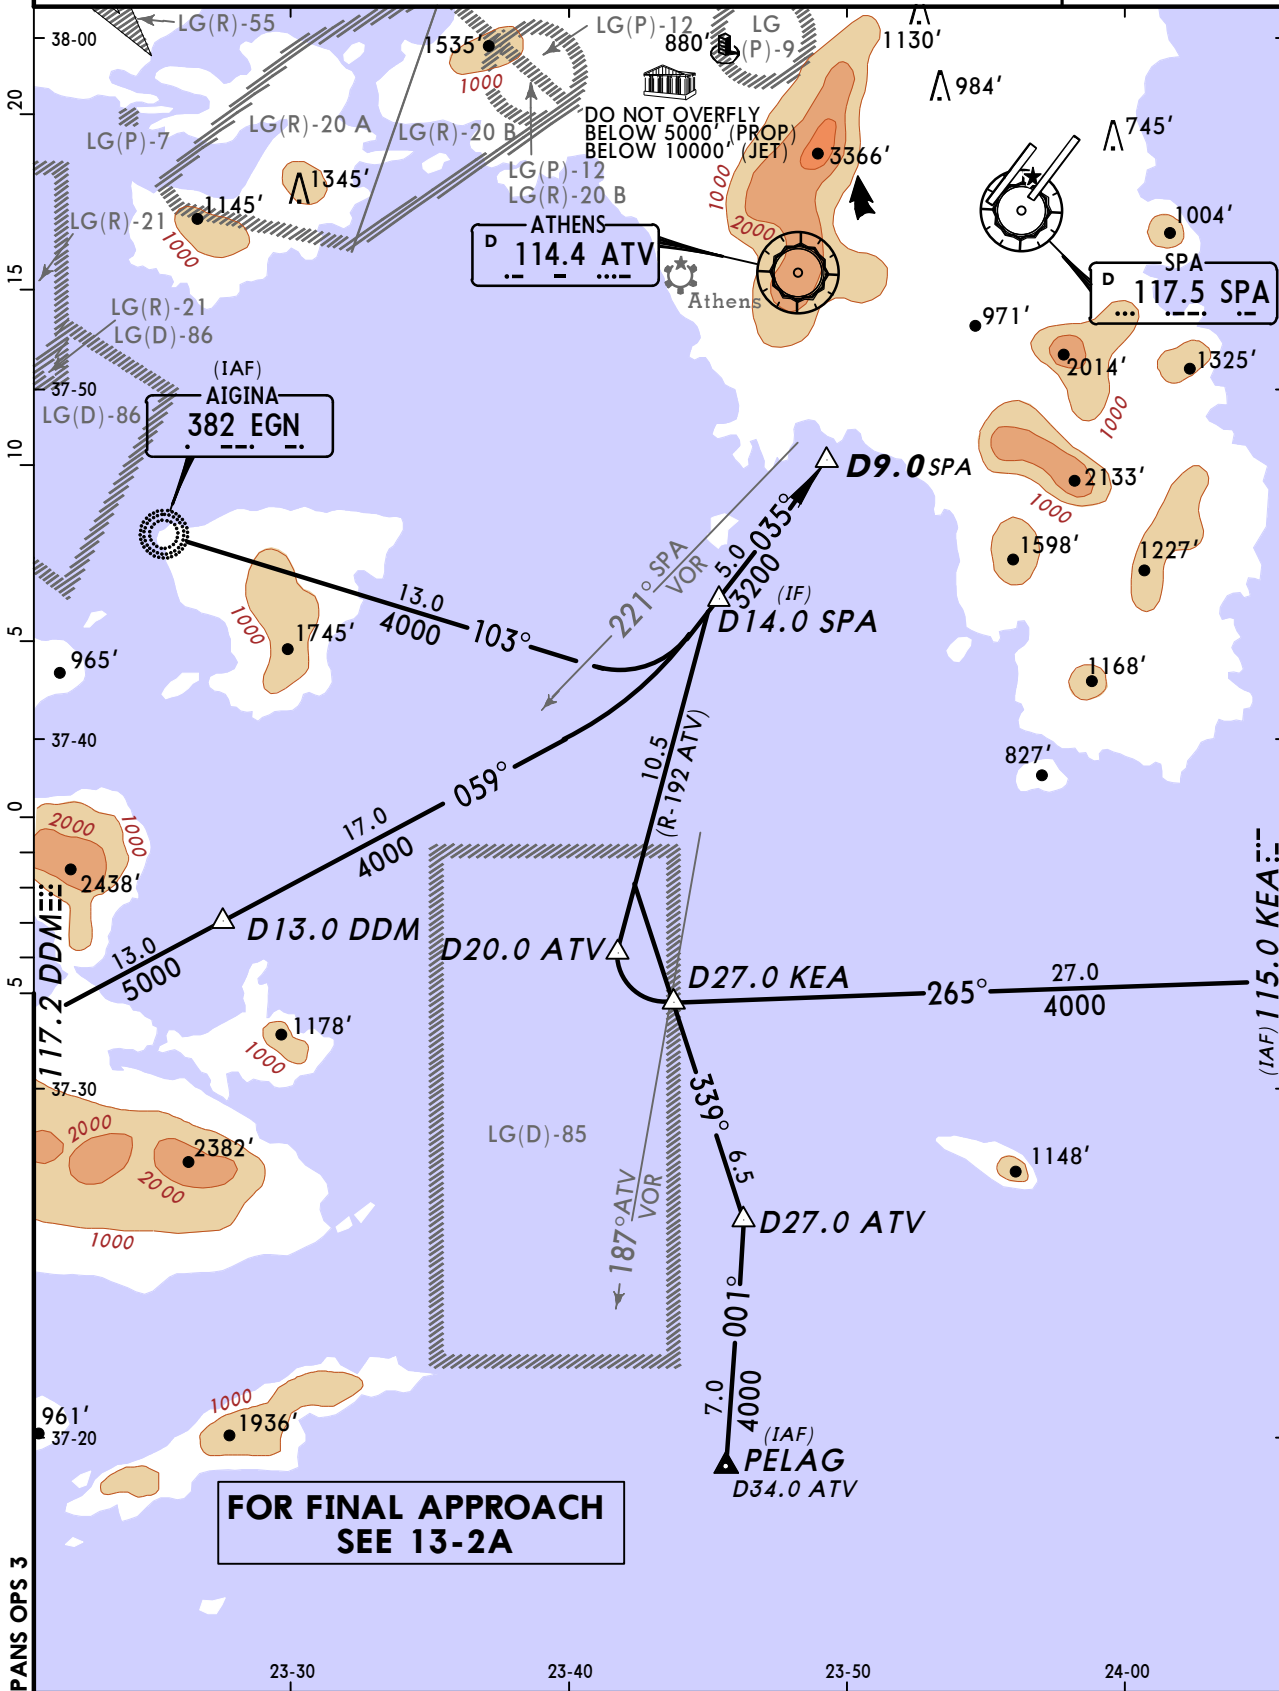 LG(R)-55
38-00
1535'
1000
LG(P)-12
880'
LG
(P)-9
1130'
984'
745'
20
LG(P)-7
LG(R)-20 A
LG(R)-20 B
DO NOT OVERFLY
BELOW 5000' (PROP)
BELOW 10000' (JET)
3366'
LG(P)-12
LG(R)-20 B
1345'
1145'
1000
LG(R)-21
1000
2000
1004'
ATHENS
D 114.4 ATV
Athens
SPA
D 117.5 SPA
15
LG(R)-21
LG(D)-86
971'
2014'
1325'
1000
37-50
LG(D)-86
(IAF)
AIGINA
382 EGN
10
D9.0 SPA
2133'
1000
1598'
1227'
035°
5.0
3200
221° SPA
VOR
(IF)
D14.0 SPA
13.0
4000
103°
1000
1745'
5
965'
1168'
37-40
827'
10.5
(R-192 ATV)
059°
17.0
4000
0
2000
1000
2438'
117.2 DDM
D13.0 DDM
13.0
5000
D20.0 ATV
D27.0 KEA
265°
27.0
4000
(IAF) 115.0 KEA
5
1178'
1000
37-30
339°
6.5
LG(D)-85
2000
2382'
2000
1000
1148'
187° ATV
VOR
D27.0 ATV
001°
7.0
4000
(IAF)
PELAG
D34.0 ATV
961'
37-20
1000
1936'
FOR FINAL APPROACH
SEE 13-2A
PANS OPS 3
23-30
23-40
23-50
24-00